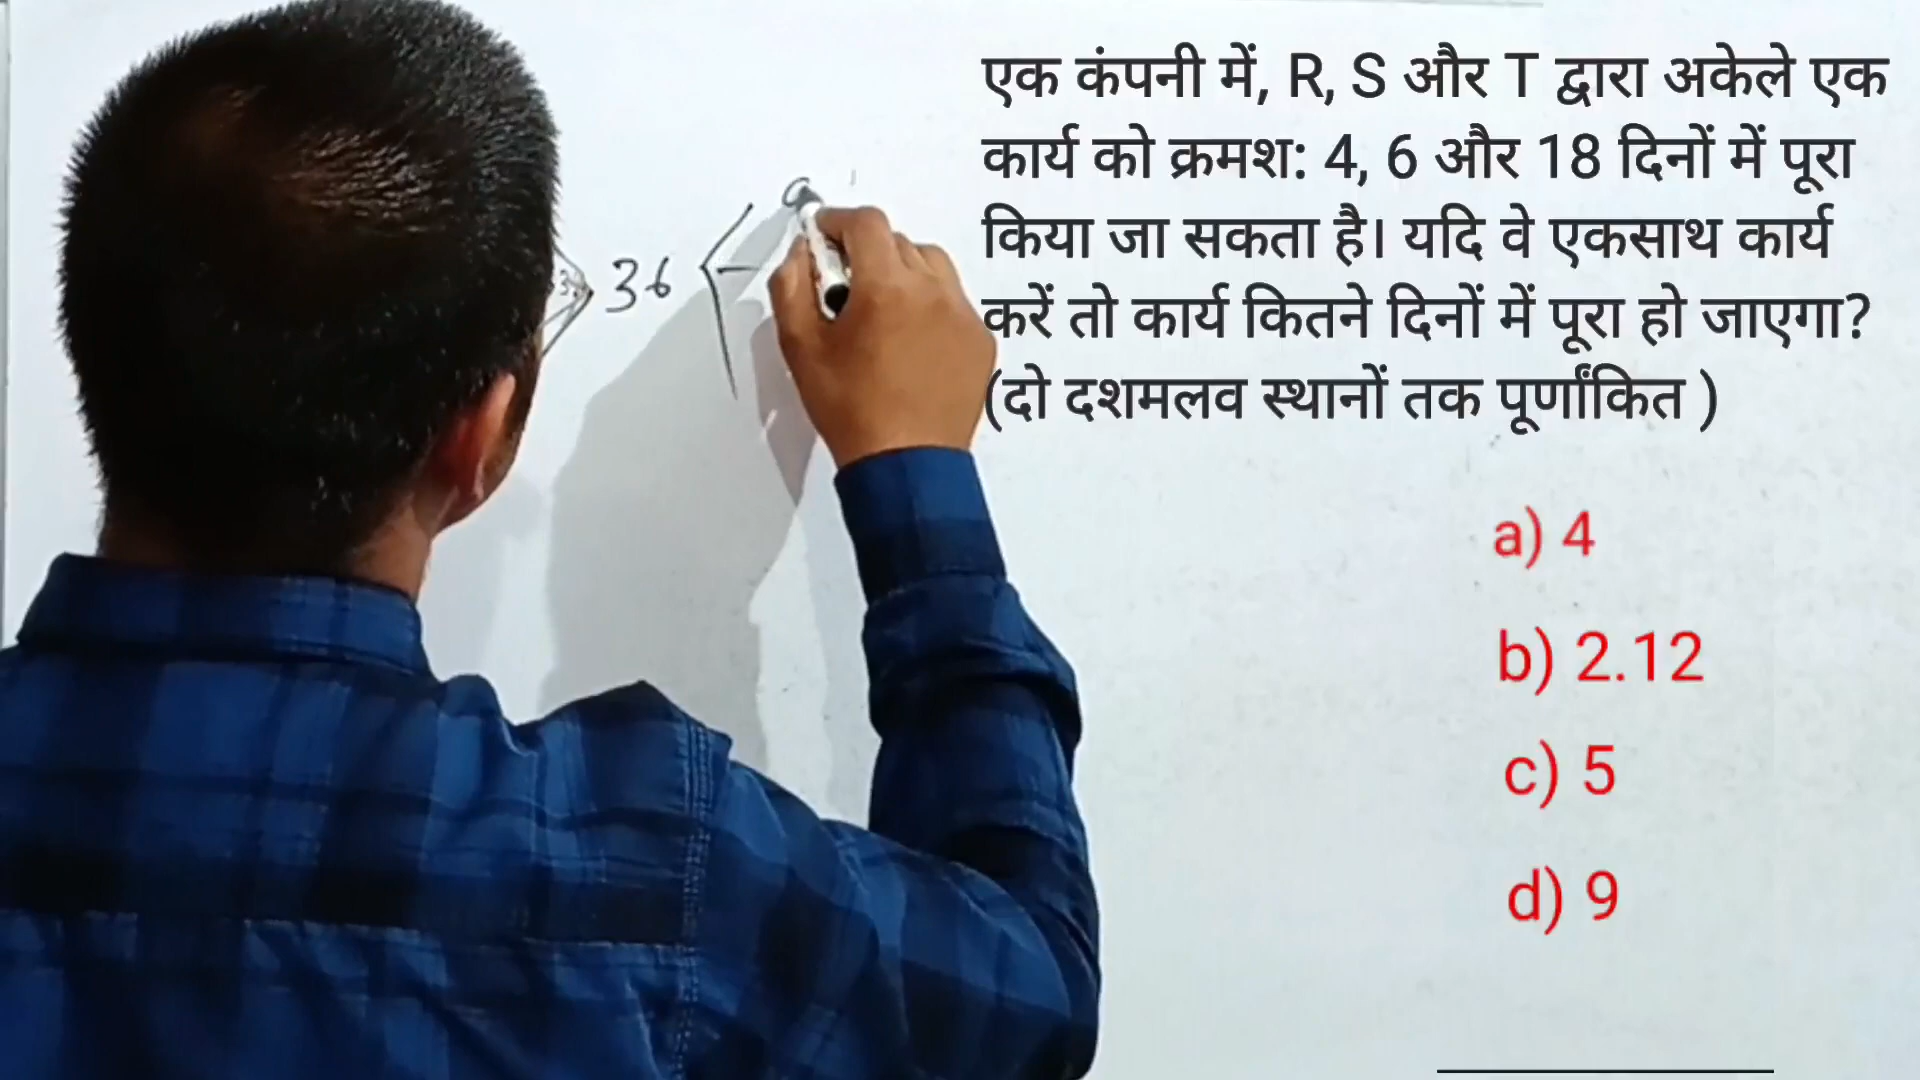 एक कंपनी में, R, S और T द्वारा अकेले एक
कार्य को क्रमश: 4, 6 और 18 दिनों में पूरा
किया जा सकता है। यदि वे एकसाथ कार्य
करें तो कार्य कितने दिनों में पूरा हो जाएगा?
(दो दशमलव स्थानों तक पूर्णांकित )
36
a) 4
b) 2.12
c) 5
d) 9